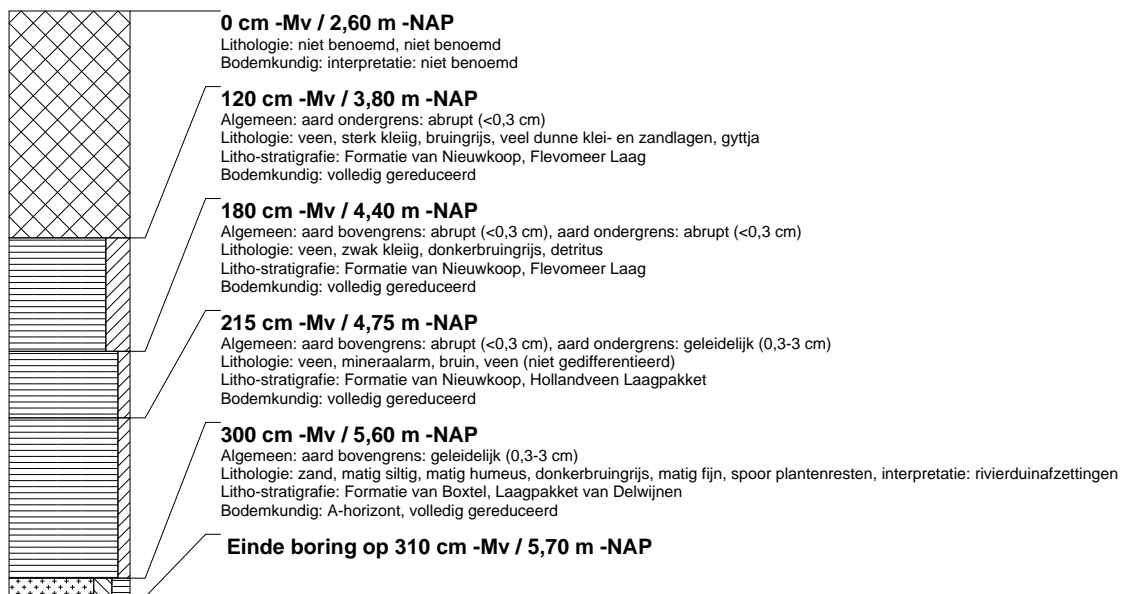 0 cm -Mv / 2,60 m -NAP
Lithologie: niet benoemd, niet benoemd
Bodemkundig: interpretatie: niet benoemd
120 cm -Mv / 3,80 m -NAP
Algemeen: aard ondergrens: abrupt (<0,3 cm)
Lithologie: veen, sterk kleiig, bruingrijs, veel dunne klei- en zandlagen, gyttja
Litho-stratigrafie: Formatie van Nieuwkoop, Flevomeer Laag
Bodemkundig: volledig gereduceerd
180 cm -Mv / 4,40 m -NAP
Algemeen: aard bovengrens: abrupt (<0,3 cm), aard ondergrens: abrupt (<0,3 cm)
Lithologie: veen, zwak kleiig, donkerbruingrijs, detritus
Litho-stratigrafie: Formatie van Nieuwkoop, Flevomeer Laag
Bodemkundig: volledig gereduceerd
215 cm -Mv / 4,75 m -NAP
Algemeen: aard bovengrens: abrupt (<0,3 cm), aard ondergrens: geleidelijk (0,3-3 cm)
Lithologie: veen, mineraalarm, bruin, veen (niet gedifferentieerd)
Litho-stratigrafie: Formatie van Nieuwkoop, Hollandveen Laagpakket
Bodemkundig: volledig gereduceerd
300 cm -Mv / 5,60 m -NAP
Algemeen: aard bovengrens: geleidelijk (0,3-3 cm)
Lithologie: zand, matig siltig, matig humeus, donkerbruingrijs, matig fijn, spoor plantenresten, interpretatie: rivierduinafzettingen
Litho-stratigrafie: Formatie van Boxtel, Laagpakket van Delwijnen
Bodemkundig: A-horizont, volledig gereduceerd
Einde boring op 310 cm -Mv / 5,70 m -NAP